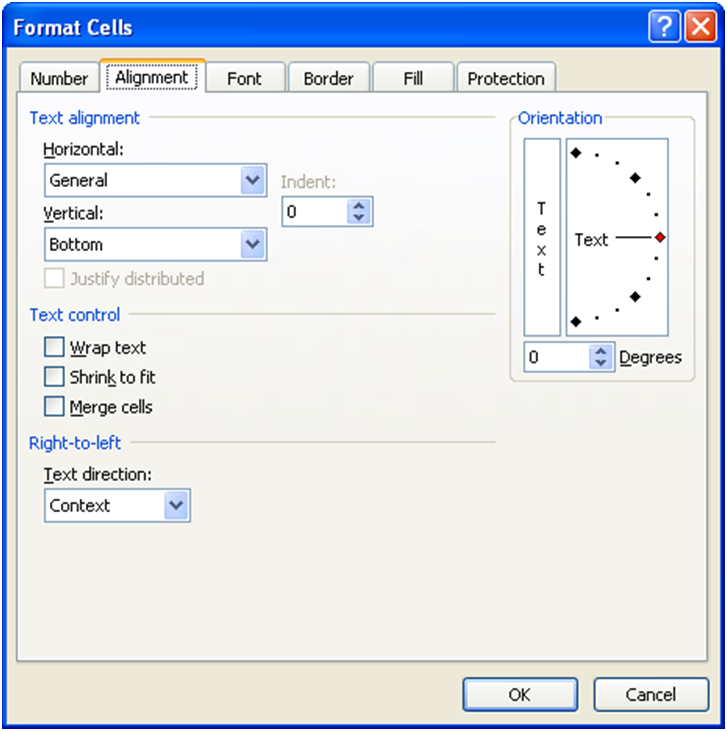 Format Cells
?
Number Alignment Font Border Fill Protection
Text alignment
Horizontal:
General
Indent:
0
Vertical:
Bottom
Justify distributed
Text control
Wrap text
Shrink to fit
Merge cells
Right-to-left
Text direction:
Context
Orientation
Text
Text
0 Degrees
OK Cancel